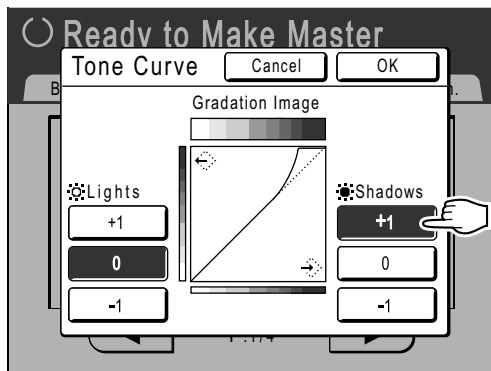 Ready to Make Master
Tone Curve Cancel OK
Gradation Image
Lights Shadows
+1 +1
0 0
-1 -1